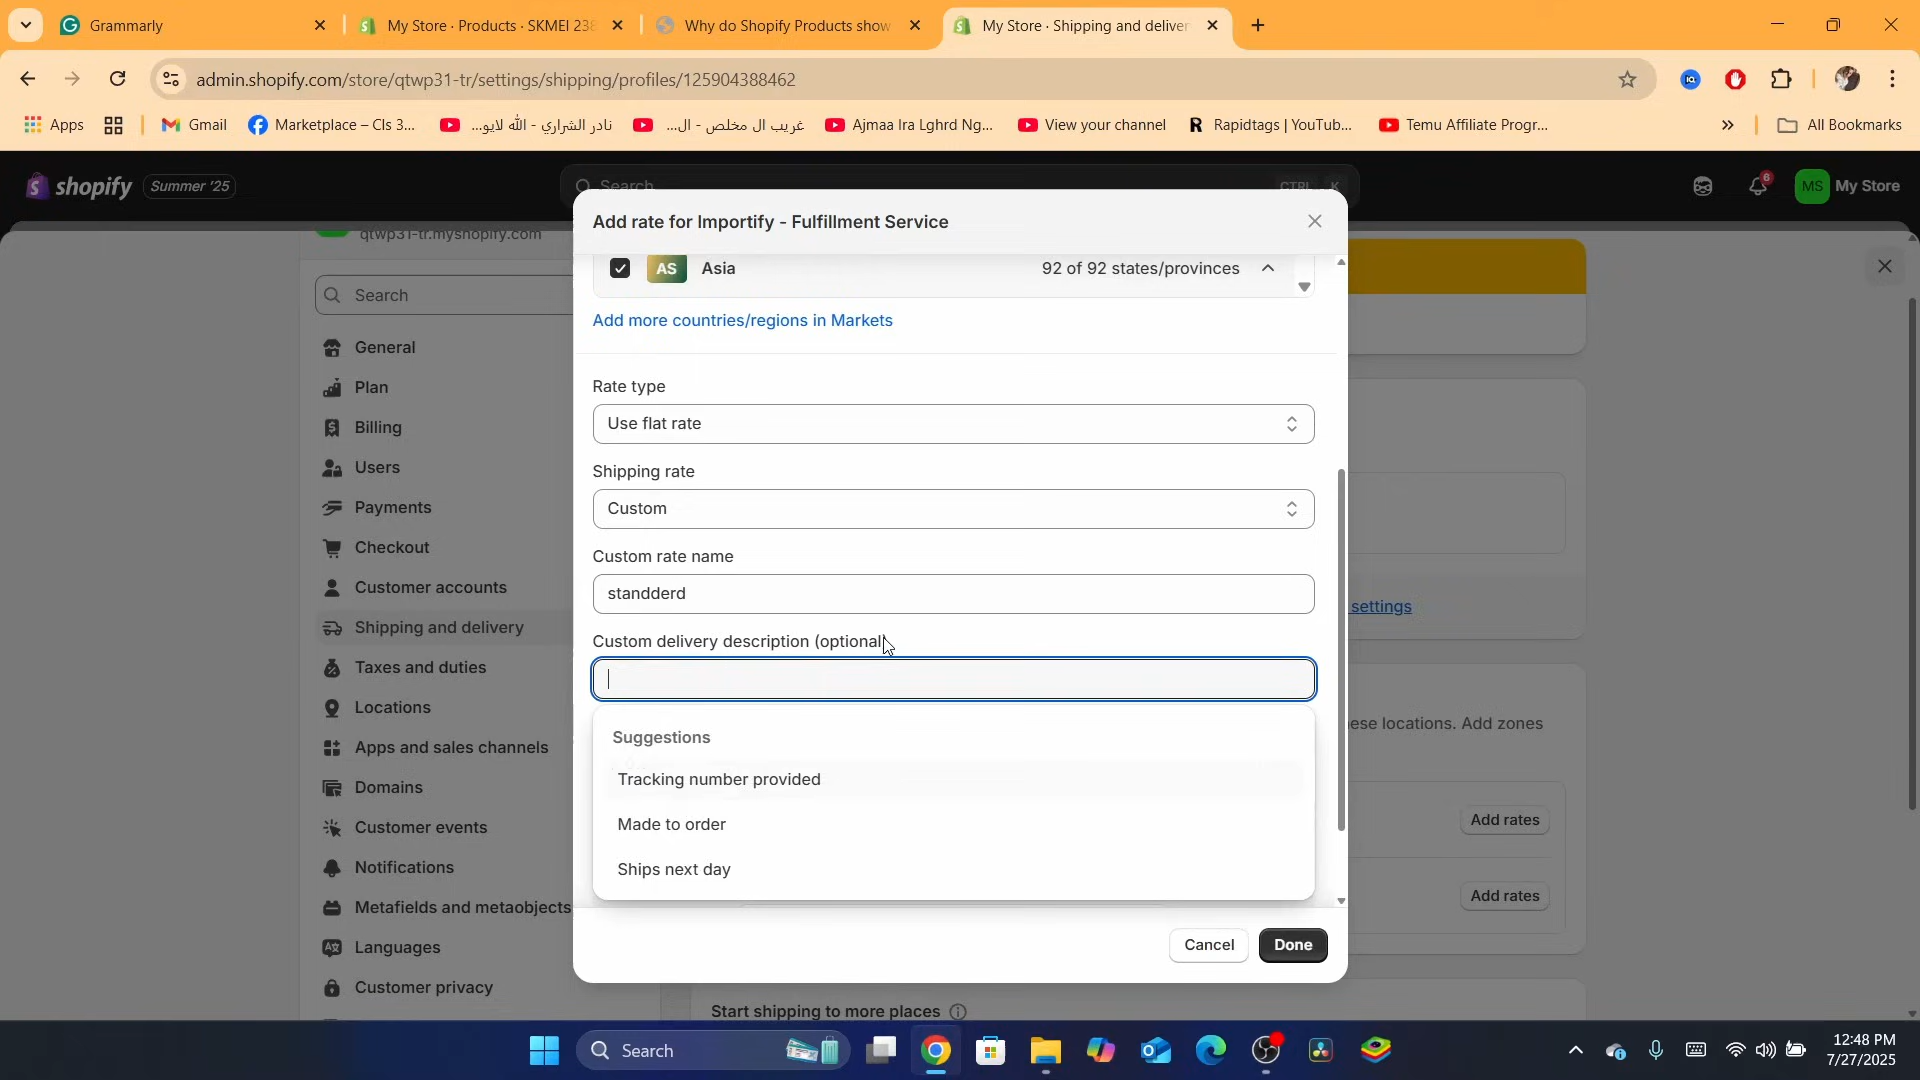 Grammarly
My Store · Products · SKMEI 238
Why do Shopify Products show
My Store · Shipping and deliver
admin.shopify.com/store/qtwp31-tr/settings/shipping/profiles/125904388462
Apps
Gmail
Marketplace – Cls 3...
نادر الشراري - الله لايو...
غريب ال مخلص - ال...
Ajmaa Ira Lghrd Ng...
View your channel
Rapidtags | YouTub...
Temu Affiliate Progr...
All Bookmarks
shopify
Summer '25
Search
CTRL K
6
MS
My Store
qtwp31-tr.myshopify.com
Search
General
Plan
Billing
Users
Payments
Checkout
Customer accounts
Shipping and delivery
Taxes and duties
Locations
Apps and sales channels
Domains
Customer events
Notifications
Metafields and metaobjects
Languages
Customer privacy
Add rate for Importify - Fulfillment Service
AS
Asia
92 of 92 states/provinces
Add more countries/regions in Markets
Rate type
Use flat rate
Shipping rate
Custom
Custom rate name
standderd
Custom delivery description (optional)
Suggestions
Tracking number provided
Made to order
Ships next day
Cancel
Done
settings
ese locations. Add zones
Add rates
Add rates
Start shipping to more places
Search
12:48 PM
7/27/2025